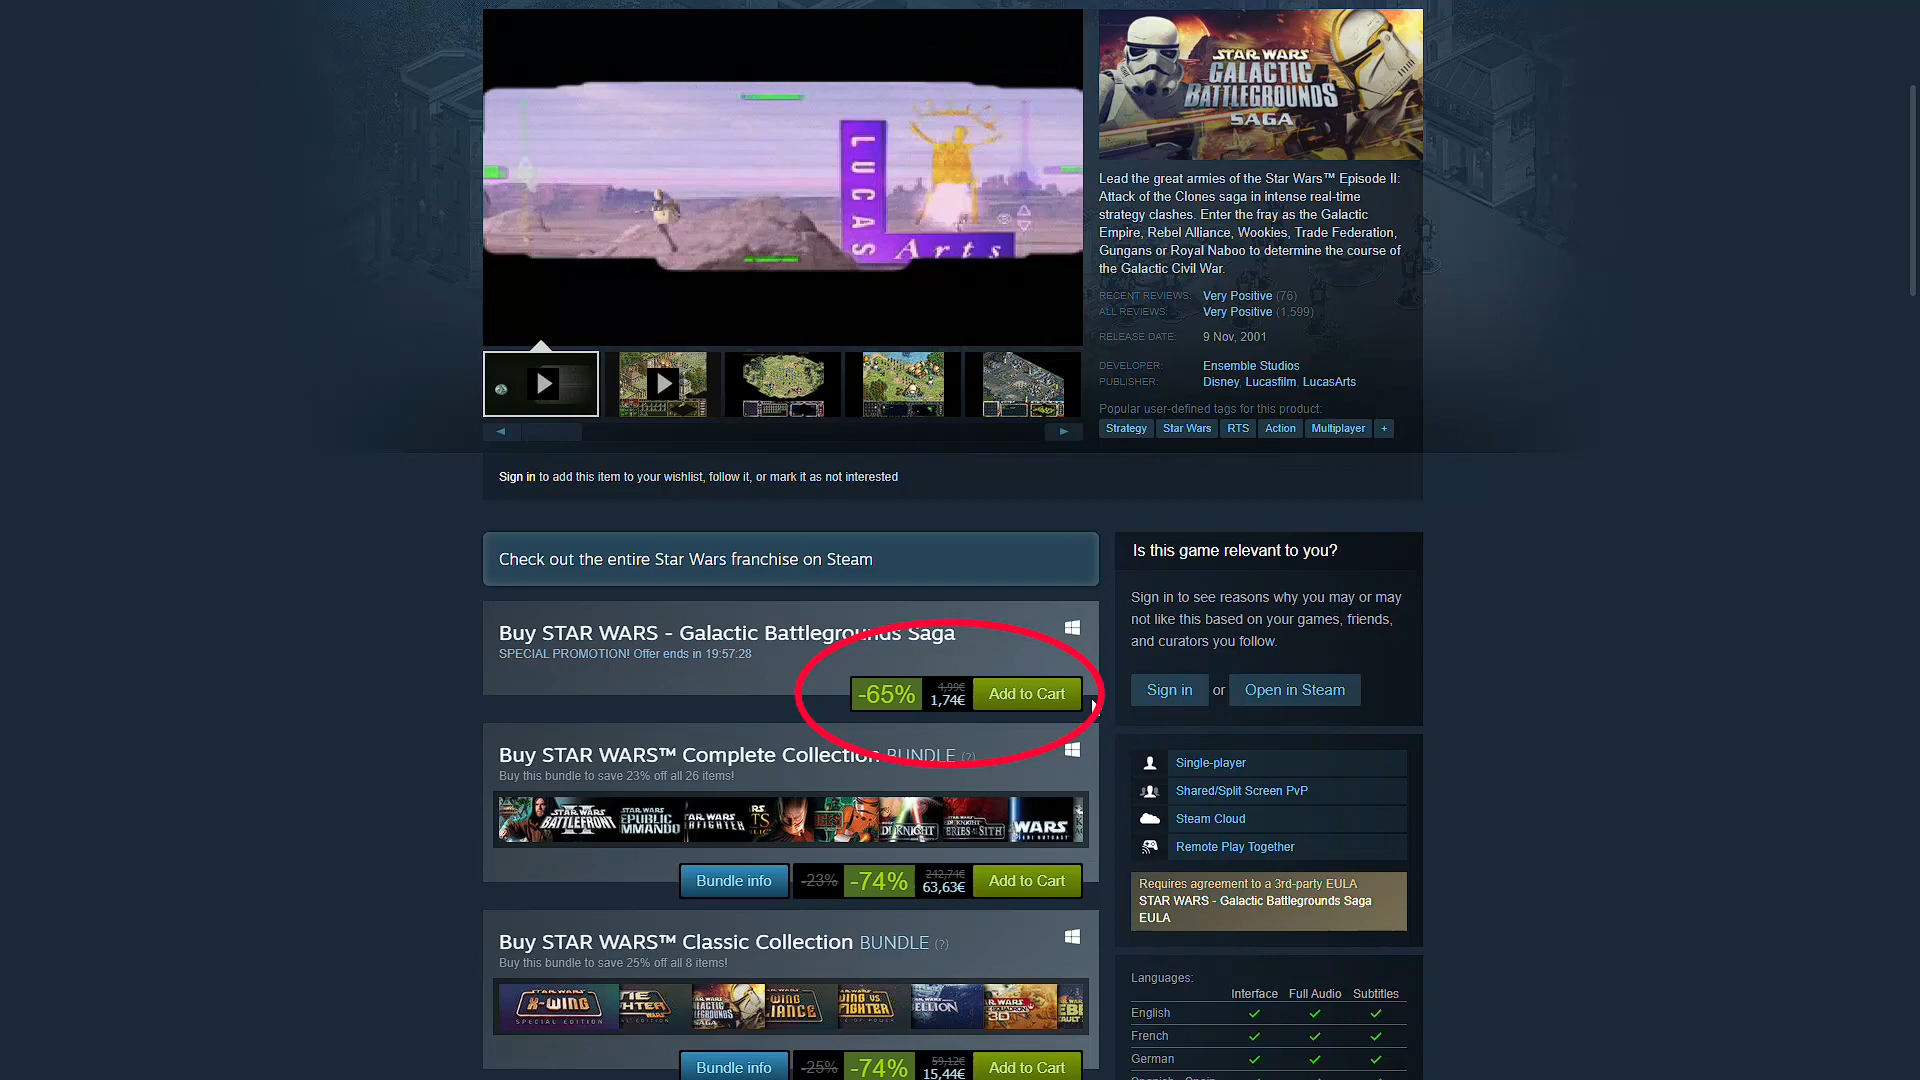 LUCAS
Arts
STAR WARS
GALACTIC
BATTLEGROUNDS
SAGA
Lead the great armies of the Star Wars™ Episode II:
Attack of the Clones saga in intense real-time
strategy clashes. Enter the fray as the Galactic
Empire, Rebel Alliance, Wookies, Trade Federation,
Gungans or Royal Naboo to determine the course of
the Galactic Civil War.
RECENT REVIEWS: Very Positive (76)
ALL REVIEWS: Very Positive (1,599)
RELEASE DATE: 9 Nov, 2001
DEVELOPER: Ensemble Studios
PUBLISHER: Disney, Lucasfilm, LucasArts
Popular user-defined tags for this product:
Strategy Star Wars RTS Action Multiplayer +
Sign in to add this item to your wishlist, follow it, or mark it as not interested
Check out the entire Star Wars franchise on Steam
Buy STAR WARS - Galactic Battlegrounds Saga
SPECIAL PROMOTION! Offer ends in 19:57:28
-65% 4,99€ 1,74€ Add to Cart
Buy STAR WARS™ Complete Collection BUNDLE (?)
Buy this bundle to save 23% off all 26 items!
BATTLEFRONT II
Bundle info -23% -74% 242,74€ 63,63€ Add to Cart
Buy STAR WARS™ Classic Collection BUNDLE (?)
Buy this bundle to save 25% off all 8 items!
STAR WARS X-WING SPECIAL EDITION
Bundle info -25% -74% 59,12€ 15,44€ Add to Cart
Is this game relevant to you?
Sign in to see reasons why you may or may
not like this based on your games, friends,
and curators you follow.
Sign in or Open in Steam
Single-player
Shared/Split Screen PvP
Steam Cloud
Remote Play Together
Requires agreement to a 3rd-party EULA
STAR WARS - Galactic Battlegrounds Saga
EULA
Languages:
Interface Full Audio Subtitles
English
French
German